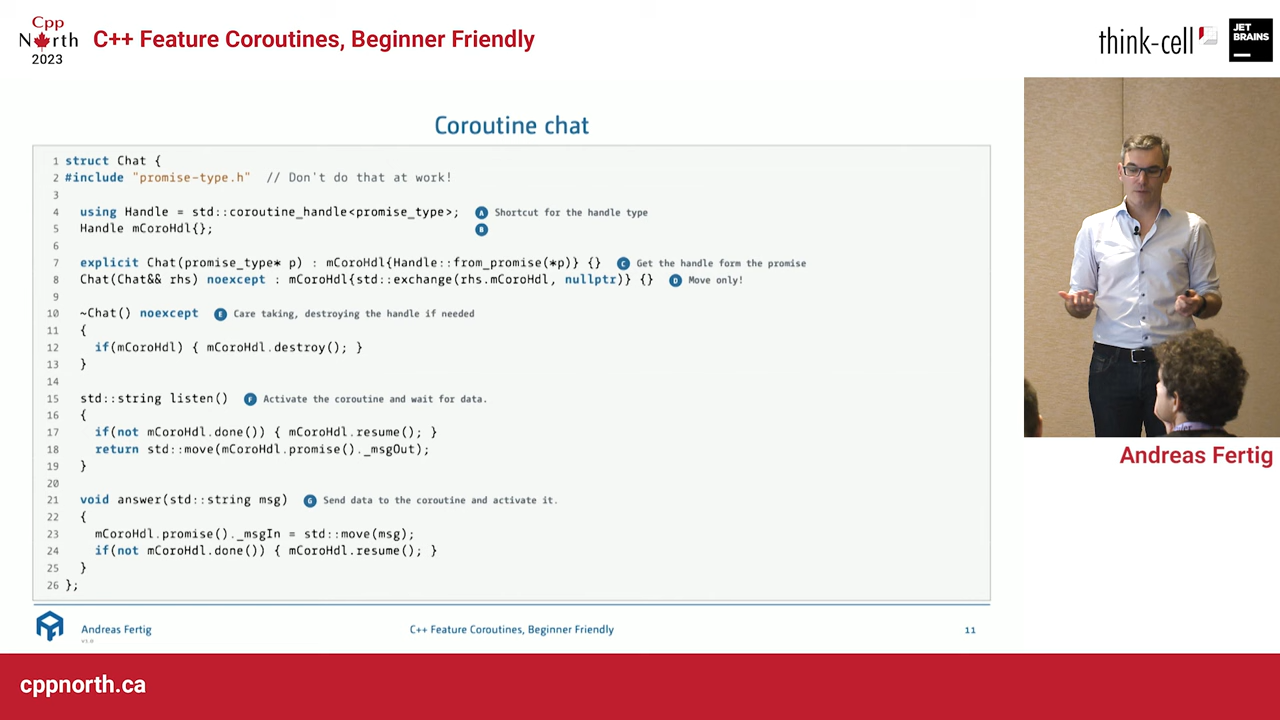 Cpp
North
2023
C++ Feature Coroutines, Beginner Friendly
think-cell
JET
BRAINS
Coroutine chat
1 struct Chat {
2 #include "promise-type.h" // Don't do that at work!
3
4 using Handle = std::coroutine_handle<promise_type>; A Shortcut for the handle type
5 Handle mCoroHdl{}; B
6
7 explicit Chat(promise_type* p) : mCoroHdl{Handle::from_promise(*p)} {} C Get the handle form the promise
8 Chat(Chat&& rhs) noexcept : mCoroHdl{std::exchange(rhs.mCoroHdl, nullptr)} {} D Move only!
9
10 ~Chat() noexcept E Care taking, destroying the handle if needed
11 {
12 if(mCoroHdl) { mCoroHdl.destroy(); }
13 }
14
15 std::string listen() F Activate the coroutine and wait for data.
16 {
17 if(not mCoroHdl.done()) { mCoroHdl.resume(); }
18 return std::move(mCoroHdl.promise()._msgOut);
19 }
20
21 void answer(std::string msg) G Send data to the coroutine and activate it.
22 {
23 mCoroHdl.promise()._msgIn = std::move(msg);
24 if(not mCoroHdl.done()) { mCoroHdl.resume(); }
25 }
26 };
Andreas Fertig
v1.0
C++ Feature Coroutines, Beginner Friendly
11
Andreas Fertig
cppnorth.ca